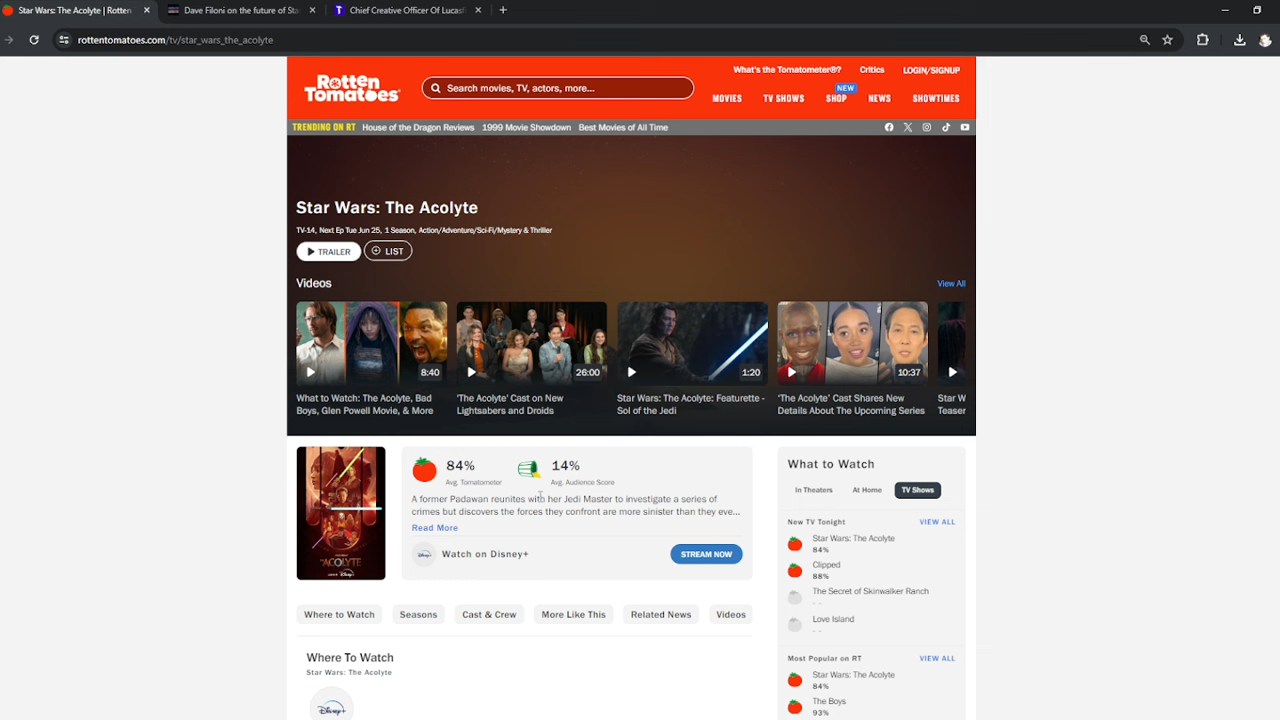 Star Wars: The Acolyte | Rotten
Dave Filoni on the future of Sta
Chief Creative Officer Of Lucasf
rottentomatoes.com/tv/star_wars_the_acolyte
What's the Tomatometer®?
Critics
LOGIN/SIGNUP
Rotten
Tomatoes
Search movies, TV, actors, more...
NEW
MOVIES
TV SHOWS
SHOP
NEWS
SHOWTIMES
TRENDING ON RT
House of the Dragon Reviews
1999 Movie Showdown
Best Movies of All Time
Star Wars: The Acolyte
TV-14, Next Ep Tue Jun 25, 1 Season, Action/Adventure/Sci-Fi/Mystery & Thriller
TRAILER
LIST
Videos
View All
8:40
26:00
1:20
10:37
What to Watch: The Acolyte, Bad
Boys, Glen Powell Movie, & More
'The Acolyte' Cast on New
Lightsabers and Droids
Star Wars: The Acolyte: Featurette -
Sol of the Jedi
'The Acolyte' Cast Shares New
Details About The Upcoming Series
Star W
Teaser
ACOLYTE
Disney+
84%
Avg. Tomatometer
14%
Avg. Audience Score
A former Padawan reunites with her Jedi Master to investigate a series of
crimes but discovers the forces they confront are more sinister than they eve...
Read More
Disney+
Watch on Disney+
STREAM NOW
Where to Watch
Seasons
Cast & Crew
More Like This
Related News
Videos
Where To Watch
Star Wars: The Acolyte
Disney+
What to Watch
In Theaters
At Home
TV Shows
New TV Tonight
VIEW ALL
Star Wars: The Acolyte
84%
Clipped
88%
The Secret of Skinwalker Ranch
- -
Love Island
- -
Most Popular on RT
VIEW ALL
Star Wars: The Acolyte
84%
The Boys
93%